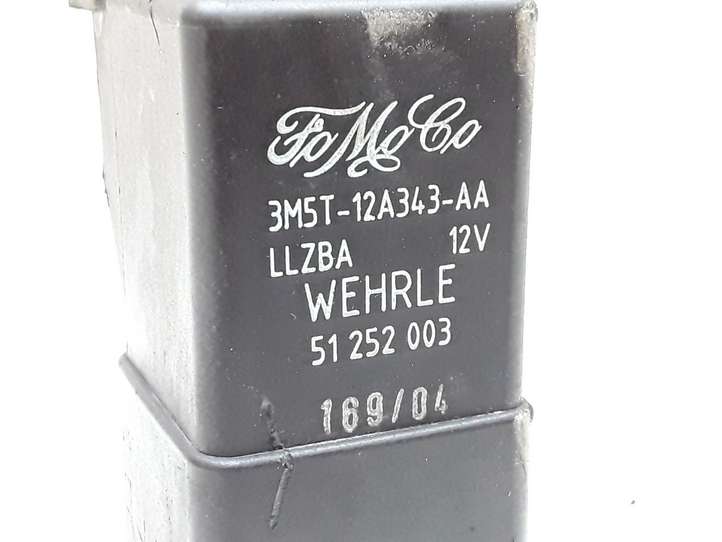 FoMoCo
3M5T-12A343-AA
LLZBA 12V
WEHRLE
51 252 003
169/04